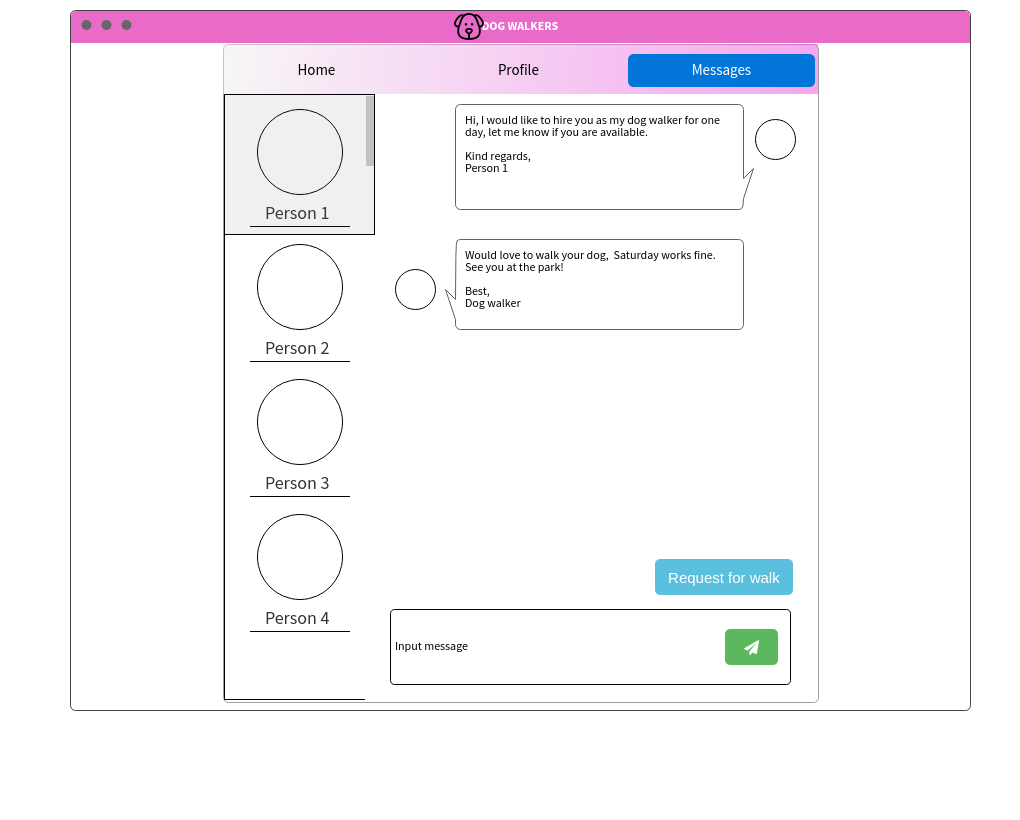 DOG WALKERS
Home
Profile
Messages
Person 1
Person 2
Person 3
Person 4
Hi, I would like to hire you as my dog walker for one
day, let me know if you are available.
Kind regards,
Person 1
Would love to walk your dog,  Saturday works fine.
See you at the park!
Best,
Dog walker
Request for walk
Input message